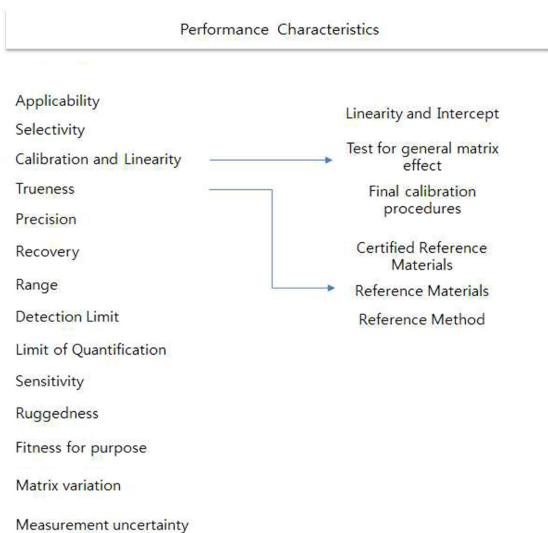 Performance Characteristics
Applicability
Selectivity
Calibration and Linearity
Trueness
Precision
Recovery
Range
Detection Limit
Limit of Quantification
Sensitivity
Ruggedness
Fitness for purpose
Matrix variation
Measurement uncertainty
Linearity and Intercept
Test for general matrix
effect
Final calibration
procedures
Certified Reference
Materials
Reference Materials
Reference Method